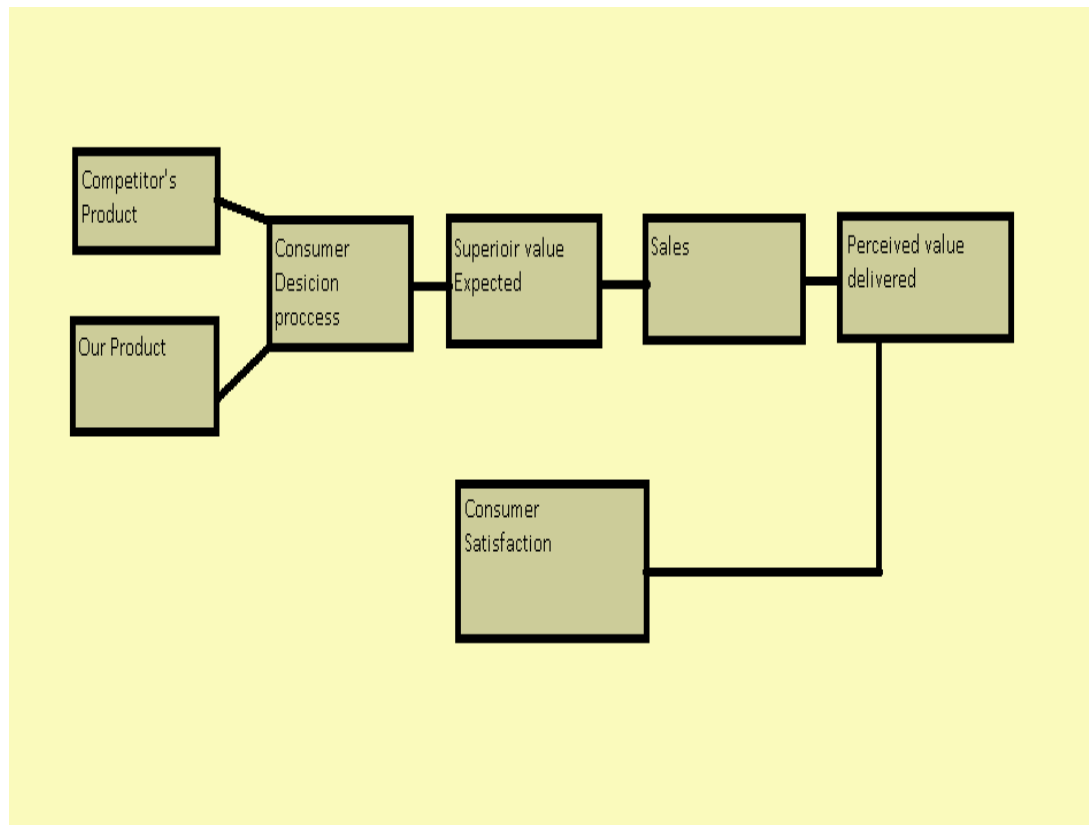 Competitor's
Product
Our Product
Consumer
Desicion
proccess
Superioir value
Expected
Sales
Perceived value
delivered
Consumer
Satisfaction